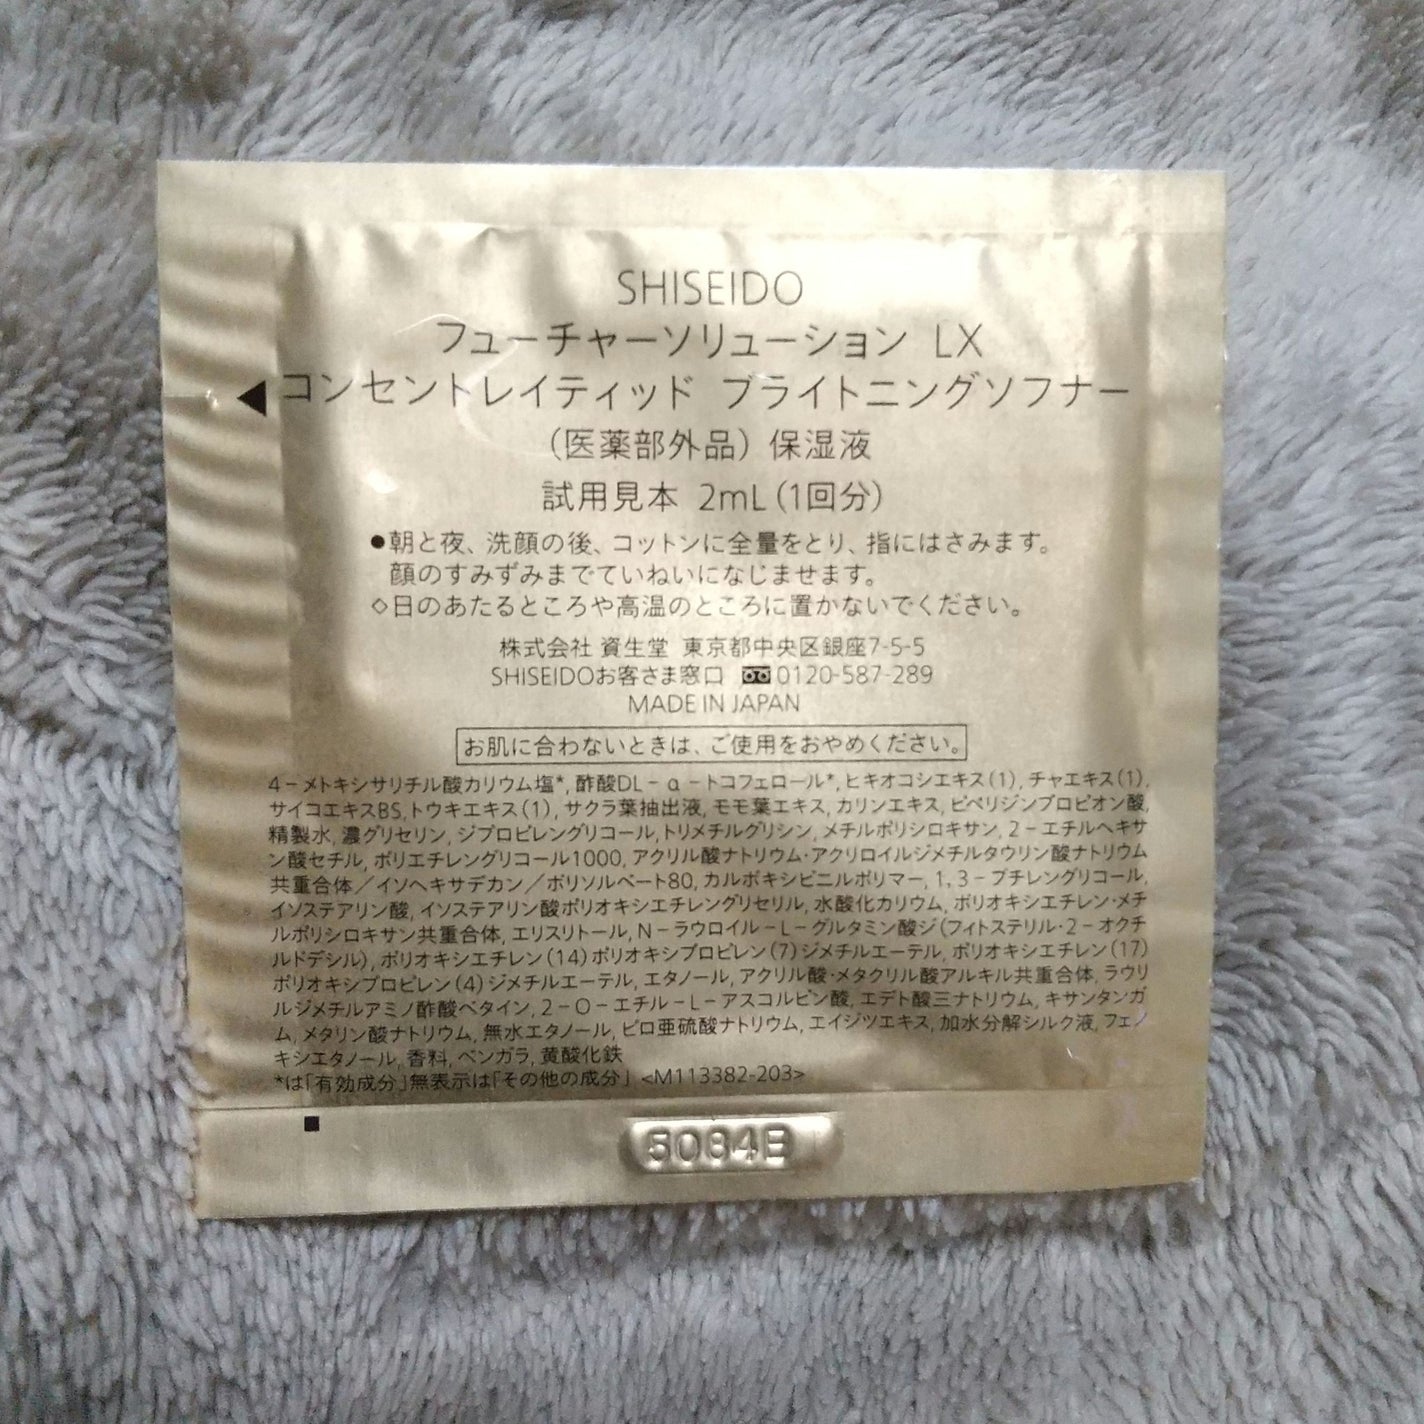 SHISEIDO
フューチャーソリューション LX
コンセントレイティッド ブライトニングソフナー
（医薬部外品）保湿液
試用見本 2mL（1回分）
●朝と夜、洗顔の後、コットンに全量をとり、指にはさみます。
顔のすみずみまでていねいになじませます。
◇日のあたるところや高温のところに置かないでください。
株式会社 資生堂 東京都中央区銀座7-5-5
SHISEIDOお客さま窓口 0120-587-289
MADE IN JAPAN
お肌に合わないときは、ご使用をおやめください。
4－メトキシサリチル酸カリウム塩*, 酢酸DL－α－トコフェロール*, ヒキオコシエキス（1）, チャエキス（1）,
サイコエキスBS, トウキエキス（1）, サクラ葉抽出液, モモ葉エキス, カリンエキス, ピペリジンプロピオン酸,
精製水, 濃グリセリン, ジプロピレングリコール, トリメチルグリシン, メチルポリシロキサン, 2－エチルヘキサ
ン酸セチル, ポリエチレングリコール1000, アクリル酸ナトリウム・アクリロイルジメチルタウリン酸ナトリウム
共重合体／イソヘキサデカン／ポリソルベート80, カルボキシビニルポリマー, 1, 3－ブチレングリコール,
イソステアリン酸, イソステアリン酸ポリオキシエチレングリセリル, 水酸化カリウム, ポリオキシエチレン・メチ
ルポリシロキサン共重合体, エリスリトール, N－ラウロイル－L－グルタミン酸ジ（フィトステリル・2－オクチ
ルドデシル）, ポリオキシエチレン（14）ポリオキシプロピレン（7）ジメチルエーテル, ポリオキシエチレン（17）
ポリオキシプロピレン（4）ジメチルエーテル, エタノール, アクリル酸・メタクリル酸アルキル共重合体, ラウリ
ルジメチルアミノ酢酸ベタイン, 2－O－エチル－L－アスコルビン酸, エデト酸三ナトリウム, キサンタンガ
ム, メタリン酸ナトリウム, 無水エタノール, ピロ亜硫酸ナトリウム, エイジツエキス, 加水分解シルク液, フェノ
キシエタノール, 香料, ベンガラ, 黄酸化鉄
*は「有効成分」無表示は「その他の成分」 <M113382-203>
5084B